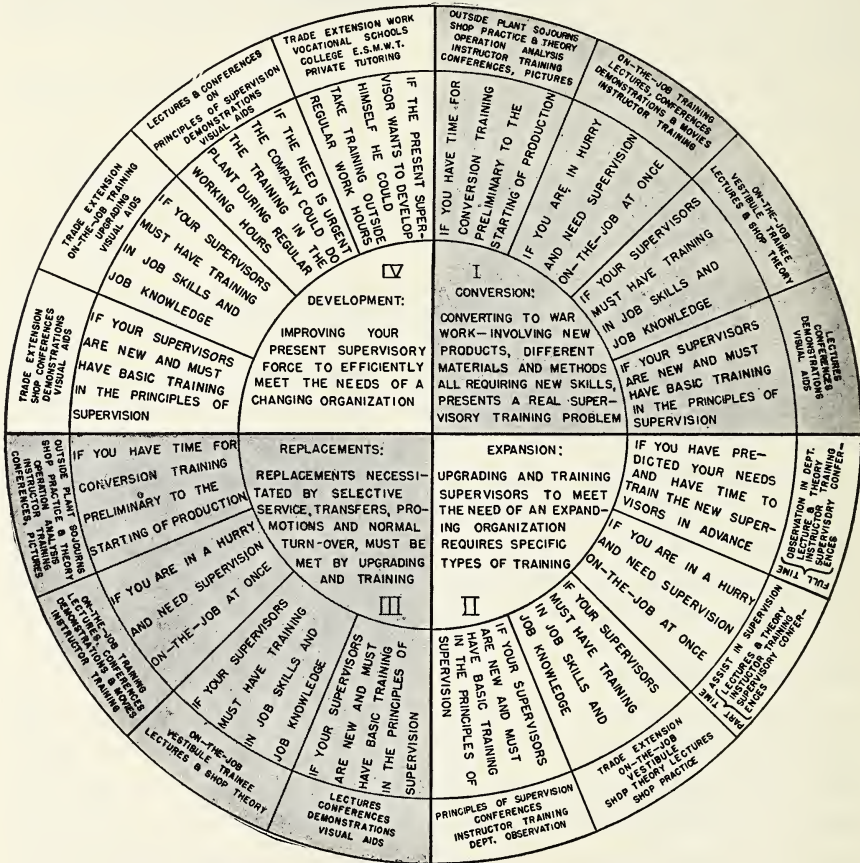 I
CONVERSION:
CONVERTING TO WAR
WORK—INVOLVING NEW
PRODUCTS, DIFFERENT
MATERIALS AND METHODS
ALL REQUIRING NEW SKILLS,
PRESENTS A REAL SUPER-
VISORY TRAINING PROBLEM
IF YOU HAVE TIME FOR
CONVERSION TRAINING
PRELIMINARY TO THE
STARTING OF PRODUCTION
OUTSIDE PLANT SOJOURNS
SHOP PRACTICE & THEORY
OPERATION ANALYSIS
INSTRUCTOR TRAINING
CONFERENCES, PICTURES
IF YOU ARE IN HURRY
AND NEED SUPERVISION
ON-THE-JOB AT ONCE
ON-THE-JOB TRAINING
LECTURES, CONFERENCES
DEMONSTRATIONS & MOVIES
INSTRUCTOR TRAINING
IF YOUR SUPERVISORS
MUST HAVE TRAINING
IN JOB SKILLS AND
JOB KNOWLEDGE
ON-THE-JOB
VESTIBULE TRAINEE
LECTURES & SHOP THEORY
IF YOUR SUPERVISORS
ARE NEW AND MUST
HAVE BASIC TRAINING
IN THE PRINCIPLES OF
SUPERVISION
LECTURES
CONFERENCES
DEMONSTRATIONS
VISUAL AIDS
EXPANSION:
UPGRADING AND TRAINING
SUPERVISORS TO MEET
THE NEED OF AN EXPAND-
ING ORGANIZATION
REQUIRES SPECIFIC
TYPES OF TRAINING
II
IF YOU HAVE PRE-
DICTED YOUR NEEDS
AND HAVE TIME TO
TRAIN THE NEW SUPER-
VISORS IN ADVANCE
FULL TIME
OBSERVATION IN DEPT.
LECTURE & THEORY
INSTRUCTOR TRAINING
SUPERVISORY CONFER-
ENCES
IF YOU ARE IN A HURRY
AND NEED SUPERVISION
ON-THE-JOB AT ONCE
PART TIME
ASSIST IN SUPERVISION
LECTURES & THEORY
INSTRUCTOR TRAINING
SUPERVISORY CONFER-
ENCES
IF YOUR SUPERVISORS
MUST HAVE TRAINING
IN JOB SKILLS AND
JOB KNOWLEDGE
TRADE EXTENSION
ON-THE-JOB
VESTIBULE
SHOP THEORY LECTURES
SHOP PRACTICE
IF YOUR SUPERVISORS
ARE NEW AND MUST
HAVE BASIC TRAINING
IN THE PRINCIPLES OF
SUPERVISION
PRINCIPLES OF SUPERVISION
CONFERENCES
INSTRUCTOR TRAINING
DEPT. OBSERVATION
REPLACEMENTS:
REPLACEMENTS NECESSI-
TATED BY SELECTIVE
SERVICE, TRANSFERS, PRO-
MOTIONS AND NORMAL
TURN-OVER, MUST BE
MET BY UPGRADING
AND TRAINING
III
IF YOUR SUPERVISORS
ARE NEW AND MUST
HAVE BASIC TRAINING
IN THE PRINCIPLES OF
SUPERVISION
LECTURES
CONFERENCES
DEMONSTRATIONS
VISUAL AIDS
IF YOUR SUPERVISORS
MUST HAVE TRAINING
IN JOB SKILLS AND
JOB KNOWLEDGE
ON-THE-JOB
VESTIBULE TRAINEE
LECTURES & SHOP THEORY
IF YOU ARE IN A HURRY
AND NEED SUPERVISION
ON-THE-JOB AT ONCE
ON-THE-JOB TRAINING
LECTURES, CONFERENCES
DEMONSTRATIONS & MOVIES
INSTRUCTOR TRAINING
IF YOU HAVE TIME FOR
CONVERSION TRAINING
PRELIMINARY TO THE
STARTING OF PRODUCTION
OUTSIDE PLANT SOJOURNS
SHOP PRACTICE & THEORY
OPERATION ANALYSIS
INSTRUCTOR TRAINING
CONFERENCES, PICTURES
IV
DEVELOPMENT:
IMPROVING YOUR
PRESENT SUPERVISORY
FORCE TO EFFICIENTLY
MEET THE NEEDS OF A
CHANGING ORGANIZATION
IF YOUR SUPERVISORS
ARE NEW AND MUST
HAVE BASIC TRAINING
IN THE PRINCIPLES OF
SUPERVISION
TRADE EXTENSION
SHOP CONFERENCES
DEMONSTRATIONS
VISUAL AIDS
IF YOUR SUPERVISORS
MUST HAVE TRAINING
IN JOB SKILLS AND
JOB KNOWLEDGE
TRADE EXTENSION
ON-THE-JOB TRAINING
UPGRADING
VISUAL AIDS
IF THE NEED IS URGENT
THE COMPANY COULD DO
THE TRAINING IN THE
PLANT DURING REGULAR
WORKING HOURS
LECTURES & CONFERENCES
ON
PRINCIPLES OF SUPERVISION
DEMONSTRATIONS
VISUAL AIDS
IF THE PRESENT SUPER-
VISOR WANTS TO DEVELOP
HIMSELF HE COULD
TAKE TRAINING OUTSIDE
REGULAR WORK HOURS
TRADE EXTENSION WORK
VOCATIONAL SCHOOLS
COLLEGE E.S.M.W.T.
PRIVATE TUTORING